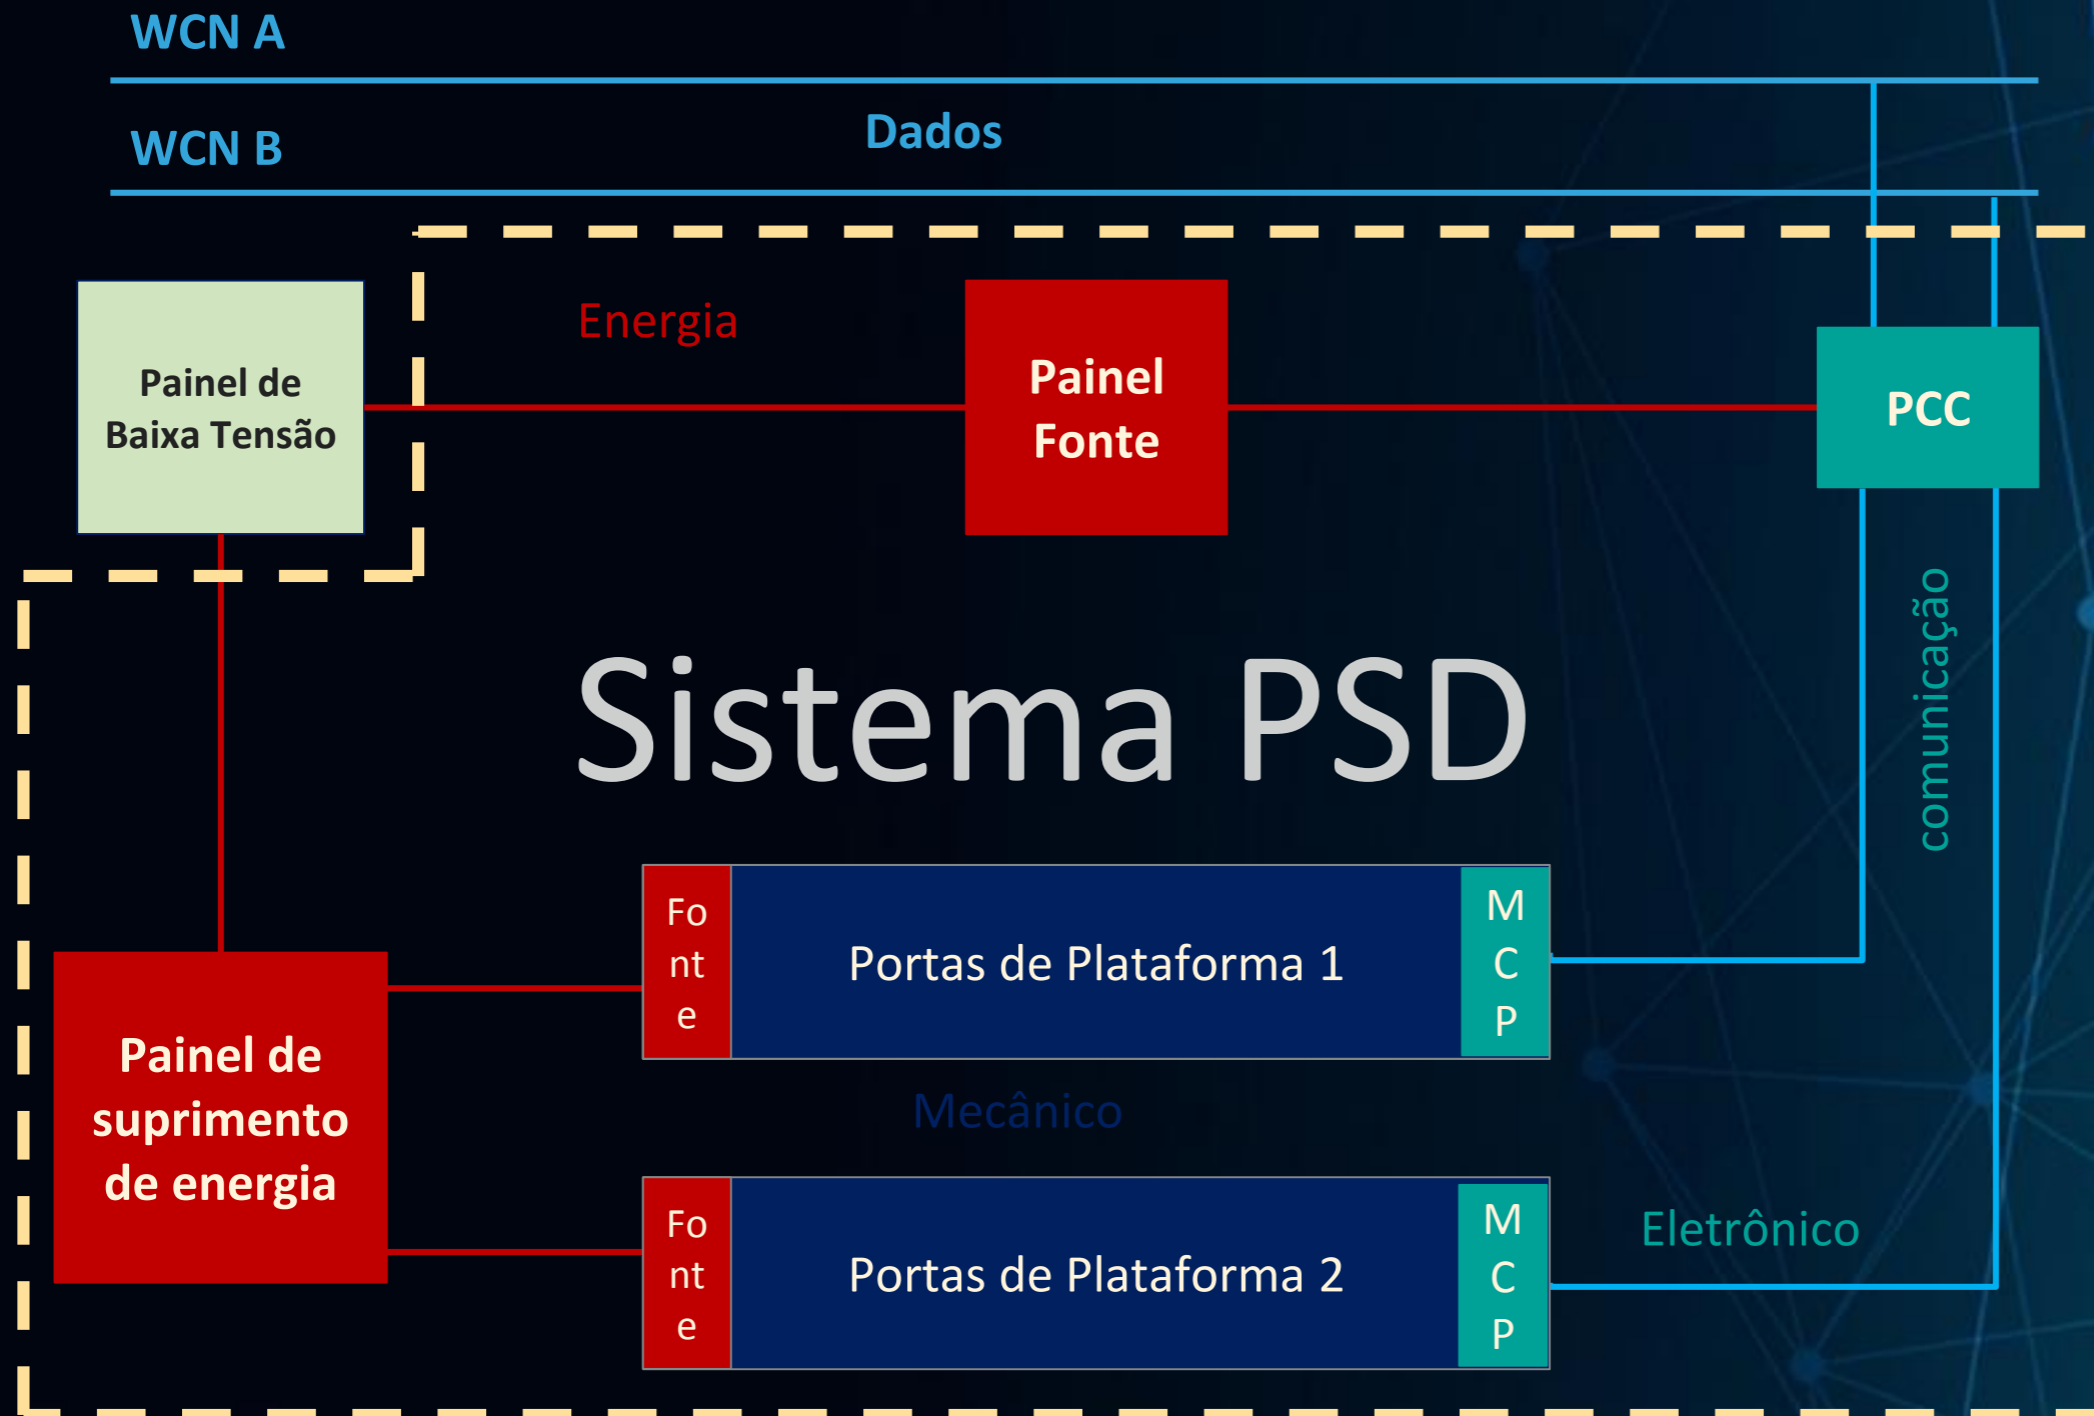 WCN A
Dados
WCN B
Energia
Painel de
Baixa Tensão
Painel
Fonte
PCC
comunicação
Sistema PSD
Fo
nt
e
Portas de Plataforma 1
M
C
P
Painel de
suprimento
de energia
Mecânico
Fo
nt
e
Portas de Plataforma 2
M
C
P
Eletrônico